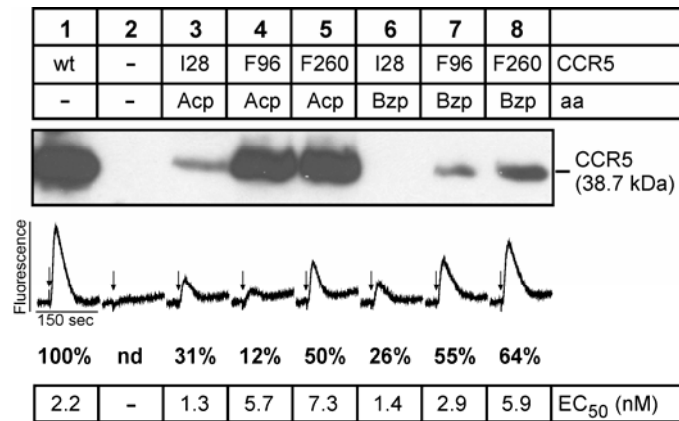 1 2 3 4 5 6 7 8
wt - I28 F96 F260 I28 F96 F260 CCR5
- - Acp Acp Acp Bzp Bzp Bzp aa
CCR5
(38.7 kDa)
Fluorescence
150 sec
100% nd 31% 12% 50% 26% 55% 64%
2.2 - 1.3 5.7 7.3 1.4 2.9 5.9 EC50 (nM)